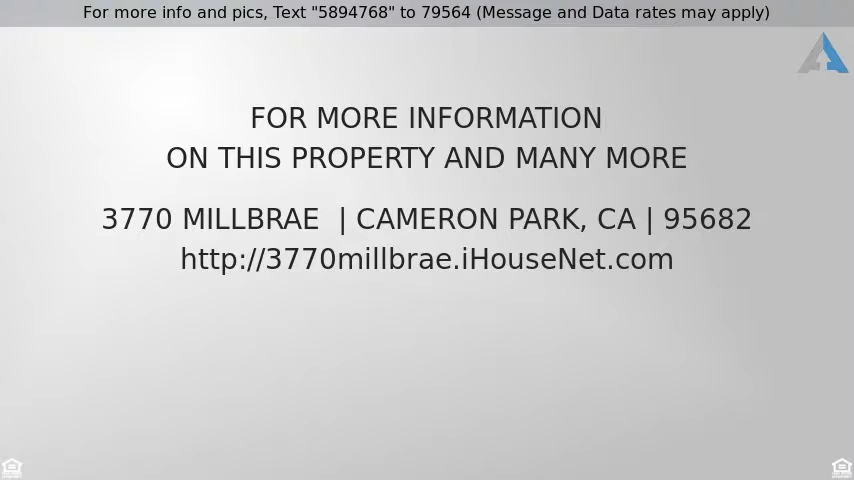 For more info and pics, Text "5894768" to 79564 (Message and Data rates may apply)
FOR MORE INFORMATION
ON THIS PROPERTY AND MANY MORE
3770 MILLBRAE | CAMERON PARK, CA | 95682
http://3770millbrae.iHouseNet.com